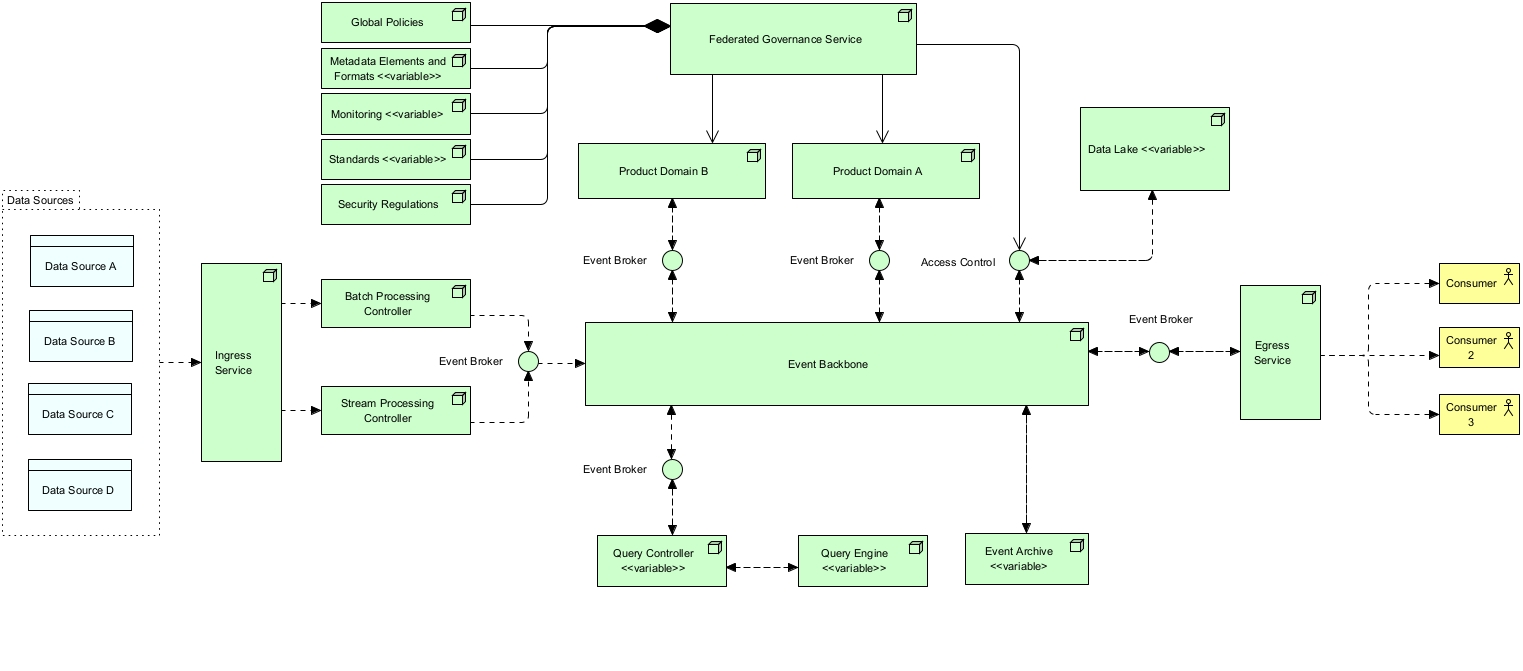 Global Policies
Federated Governance Service
Metadata Elements and
Formats <<variable>>
Monitoring <<variable>
Standards <<variable>>
Security Regulations
Data Lake <<variable>>
Product Domain B
Product Domain A
Data Sources
Data Source A
Data Source B
Data Source C
Data Source D
Ingress
Service
Batch Processing
Controller
Stream Processing
Controller
Event Broker
Event Broker
Event Broker
Access Control
Event Backbone
Event Broker
Egress
Service
Consumer
Consumer
2
Consumer
3
Event Broker
Query Controller
<<variable>>
Query Engine
<<variable>>
Event Archive
<<variable>